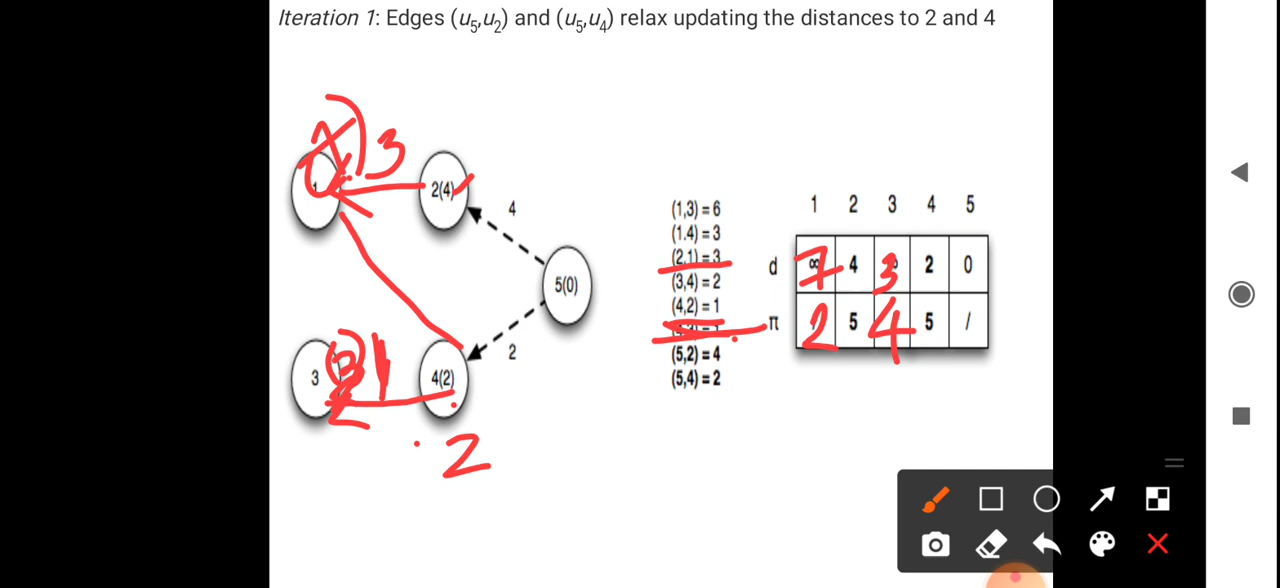 Iteration 1: Edges (u5,u2) and (u5,u4) relax updating the distances to 2 and 4
3
1
2(4)
4
5(0)
2
3
(3)
1
4(2)
2
(1,3) = 6
(1.4) = 3
(2,1) = 3
(3,4) = 2
(4,2) = 1
(5,2) = 4
(5,4) = 2
1 2 3 4 5
d 7 4 3 2 0
π 2 5 4 5 /